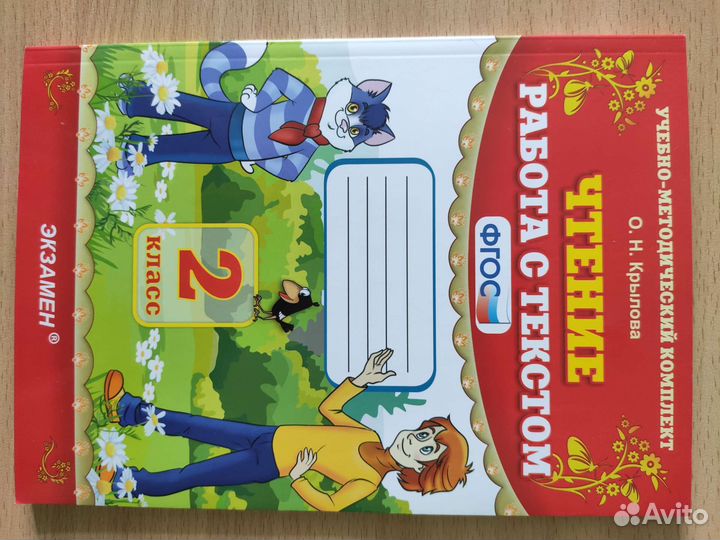 УЧЕБНО-МЕТОДИЧЕСКИЙ КОМПЛЕКТ
О. Н. Крылова
ЧТЕНИЕ
РАБОТА С ТЕКСТОМ
ФГОС
2
класс
ЭКЗАМЕН ®
Avito